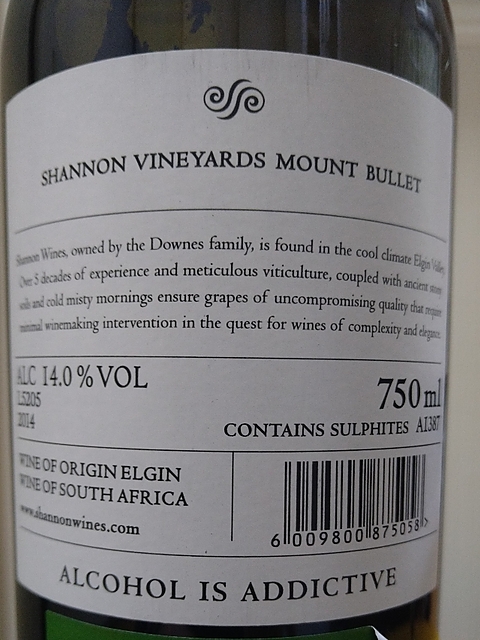 SHANNON VINEYARDS MOUNT BULLET
Shannon Wines, owned by the Downes family, is found in the cool climate Elgin Valley.
Over 5 decades of experience and meticulous viticulture, coupled with ancient stony
soils and cold misty mornings ensure grapes of uncompromising quality that require
minimal winemaking intervention in the quest for wines of complexity and elegance.
ALC 14.0 % VOL
L5205
2014
750 ml
CONTAINS SULPHITES A1387
WINE OF ORIGIN ELGIN
WINE OF SOUTH AFRICA
www.shannonwines.com
6 009800 875058 >
ALCOHOL IS ADDICTIVE